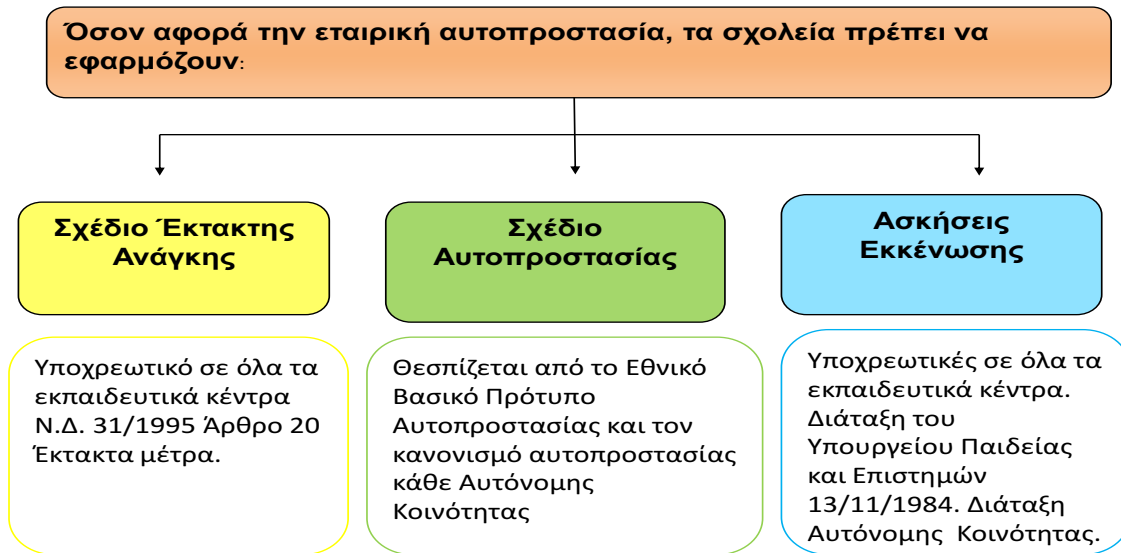 Όσον αφορά την εταιρική αυτοπροστασία, τα σχολεία πρέπει να
εφαρμόζουν:
Σχέδιο Έκτακτης
Ανάγκης
Σχέδιο
Αυτοπροστασίας
Ασκήσεις
Εκκένωσης
Υποχρεωτικό σε όλα τα
εκπαιδευτικά κέντρα
Ν.Δ. 31/1995 Άρθρο 20
Έκτακτα μέτρα.
Θεσπίζεται από το Εθνικό
Βασικό Πρότυπο
Αυτοπροστασίας και τον
κανονισμό αυτοπροστασίας
κάθε Αυτόνομης
Κοινότητας
Υποχρεωτικές σε όλα τα
εκπαιδευτικά κέντρα.
Διάταξη του
Υπουργείου Παιδείας
και Επιστημών
13/11/1984. Διάταξη
Αυτόνομης Κοινότητας.